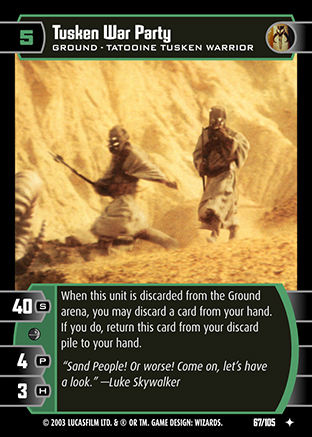 5 Tusken War Party
GROUND · TATOOINE TUSKEN WARRIOR
40 S
When this unit is discarded from the Ground
arena, you may discard a card from your hand.
If you do, return this card from your discard
pile to your hand.
4 P
3 H
“Sand People! Or worse! Come on, let’s have
a look.” —Luke Skywalker
© 2003 LUCASFILM LTD. & ® OR TM. GAME DESIGN: WIZARDS. 67/105